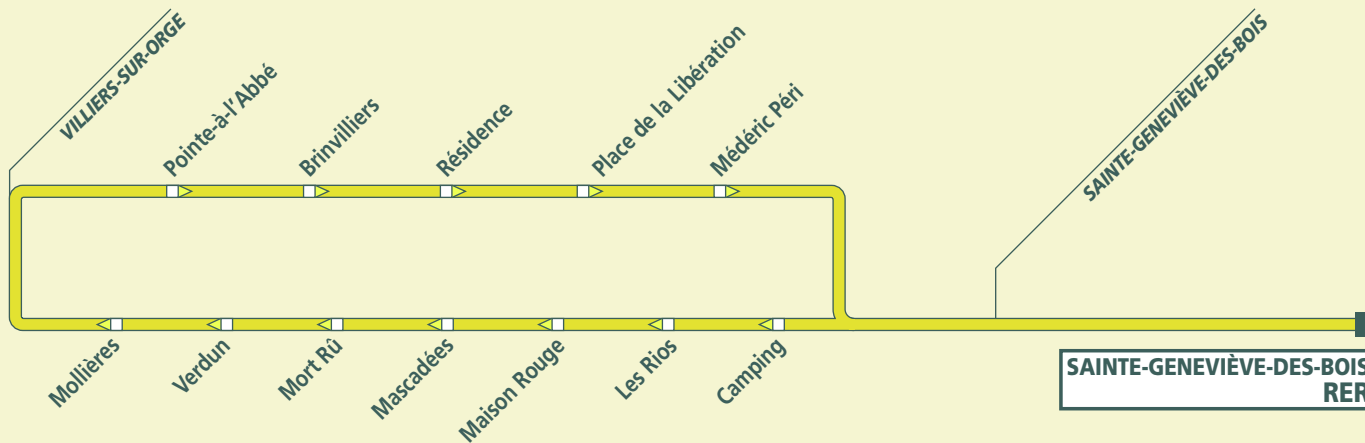 VILLIERS-SUR-ORGE
Pointe-à-l'Abbé
Brinvilliers
Résidence
Place de la Libération
Médéric Péri
SAINTE-GENEVIÈVE-DES-BOIS
Mollières
Verdun
Mort Rû
Mascadées
Maison Rouge
Les Rios
Camping
SAINTE-GENEVIÈVE-DES-BOIS
RER